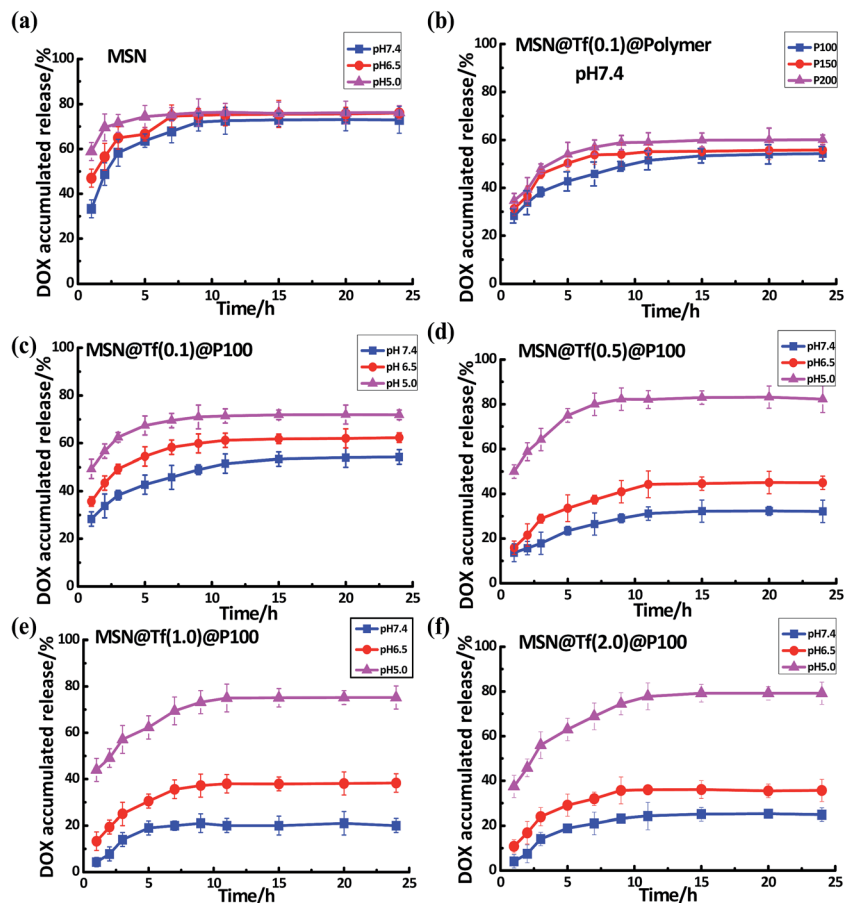 (a)
MSN
pH7.4
pH6.5
pH5.0
DOX accumulated release/%
100
80
60
40
20
0
0 5 10 15 20 25
Time/h
(b)
MSN@Tf(0.1)@Polymer
pH7.4
P100
P150
P200
DOX accumulated release/%
100
80
60
40
20
0
0 5 10 15 20 25
Time/h
(c)
MSN@Tf(0.1)@P100
pH 7.4
pH 6.5
pH 5.0
DOX accumulated release/%
100
80
60
40
20
0
0 5 10 15 20 25
Time/h
(d)
MSN@Tf(0.5)@P100
pH7.4
pH6.5
pH5.0
DOX accumulated release/%
100
80
60
40
20
0
0 5 10 15 20 25
Time/h
(e)
MSN@Tf(1.0)@P100
pH7.4
pH6.5
pH5.0
DOX accumulated release/%
100
80
60
40
20
0
0 5 10 15 20 25
Time/h
(f)
MSN@Tf(2.0)@P100
pH7.4
pH6.5
pH5.0
DOX accumulated release/%
100
80
60
40
20
0
0 5 10 15 20 25
Time/h